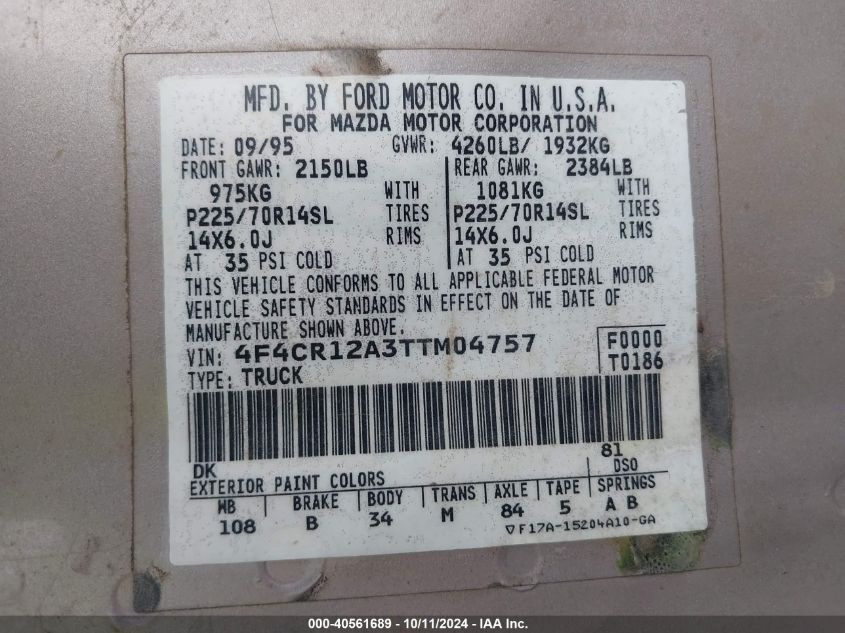 MFD. BY FORD MOTOR CO. IN U.S.A.
FOR MAZDA MOTOR CORPORATION
DATE: 09/95 GVWR: 4260LB/ 1932KG
FRONT GAWR: 2150LB REAR GAWR: 2384LB
975KG WITH 1081KG WITH
P225/70R14SL TIRES P225/70R14SL TIRES
14X6.0J RIMS 14X6.0J RIMS
AT 35 PSI COLD AT 35 PSI COLD
THIS VEHICLE CONFORMS TO ALL APPLICABLE FEDERAL MOTOR
VEHICLE SAFETY STANDARDS IN EFFECT ON THE DATE OF
MANUFACTURE SHOWN ABOVE.
VIN: 4F4CR12A3TTM04757 F0000
TYPE: TRUCK T0186
DK 81
EXTERIOR PAINT COLORS DSO
WB BRAKE BODY TRANS AXLE TAPE SPRINGS
108 B 34 M 84 5 A B
▽F17A-15204A10-GA
000-40561689 - 10/11/2024 - IAA Inc.